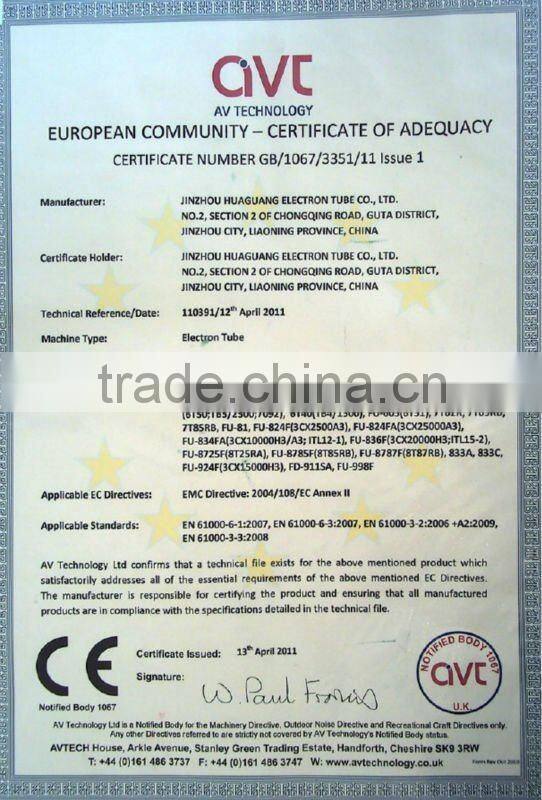 avt
AV TECHNOLOGY
EUROPEAN COMMUNITY – CERTIFICATE OF ADEQUACY
CERTIFICATE NUMBER GB/1067/3351/11 Issue 1
Manufacturer: JINZHOU HUAGUANG ELECTRON TUBE CO., LTD.
NO.2, SECTION 2 OF CHONGQING ROAD, GUTA DISTRICT,
JINZHOU CITY, LIAONING PROVINCE, CHINA
Certificate Holder: JINZHOU HUAGUANG ELECTRON TUBE CO., LTD.
NO.2, SECTION 2 OF CHONGQING ROAD, GUTA DISTRICT,
JINZHOU CITY, LIAONING PROVINCE, CHINA
Technical Reference/Date: 110391/12th April 2011
Machine Type: Electron Tube
trade.china.cn
7T85RB, FU-81, FU-824F(3CX2500A3), FU-824FA(3CX25000A3),
FU-834FA(3CX10000H3/A3; ITL12-1), FU-836F(3CX20000H3;ITL15-2),
FU-8725F(8T25RA), FU-8785F(8T85RB), FU-8787F(8T87RB), 833A, 833C,
FU-924F(3CX15000H3), FD-911SA, FU-998F
Applicable EC Directives: EMC Directive: 2004/108/EC Annex II
Applicable Standards: EN 61000-6-1:2007, EN 61000-6-3:2007, EN 61000-3-2:2006 +A2:2009,
EN 61000-3-3:2008
AV Technology Ltd confirms that a technical file exists for the above mentioned product which
satisfactorily addresses all of the essential requirements of the above mentioned EC Directives.
The manufacturer is responsible for certifying the product and ensuring that all manufactured
products are in compliance with the specifications detailed in the technical file.
CE
Notified Body 1067
Certificate Issued: 13th April 2011
Signature: W. Paul Francis
NOTIFIED BODY 1067
avt
U.K.
AV Technology Ltd is a Notified Body for the Machinery Directive, Outdoor Noise Directive and Recreational Craft Directives only.
Any other Directives referred to are strictly not covered by AV Technology's Notified Body status.
AVTECH House, Arkle Avenue, Stanley Green Trading Estate, Handforth, Cheshire SK9 3RW
T: +44 (0)161 486 3737 F: +44 (0)161 486 3747 W: www.avtechnology.co.uk